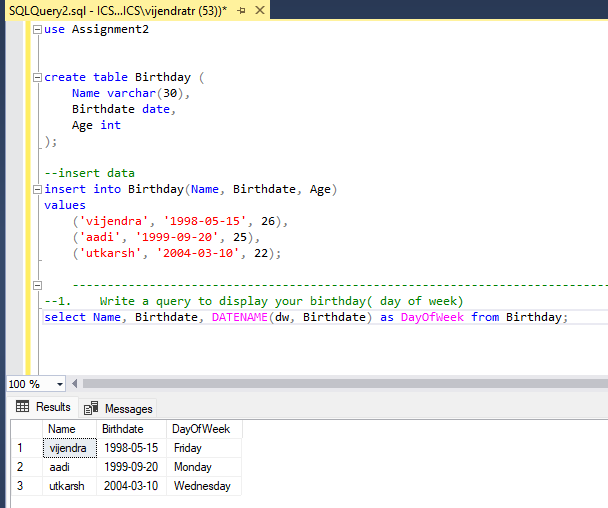 SQLQuery2.sql - ICS...ICS\vijendratr (53))*
use Assignment2
create table Birthday (
Name varchar(30),
Birthdate date,
Age int
);
--insert data
insert into Birthday(Name, Birthdate, Age)
values
('vijendra', '1998-05-15', 26),
('aadi', '1999-09-20', 25),
('utkarsh', '2004-03-10', 22);
--------------------------------------------------------------------
--1.    Write a query to display your birthday( day of week)
select Name, Birthdate, DATENAME(dw, Birthdate) as DayOfWeek from Birthday;
100 %
Results Messages
Name Birthdate DayOfWeek
1 vijendra 1998-05-15 Friday
2 aadi 1999-09-20 Monday
3 utkarsh 2004-03-10 Wednesday